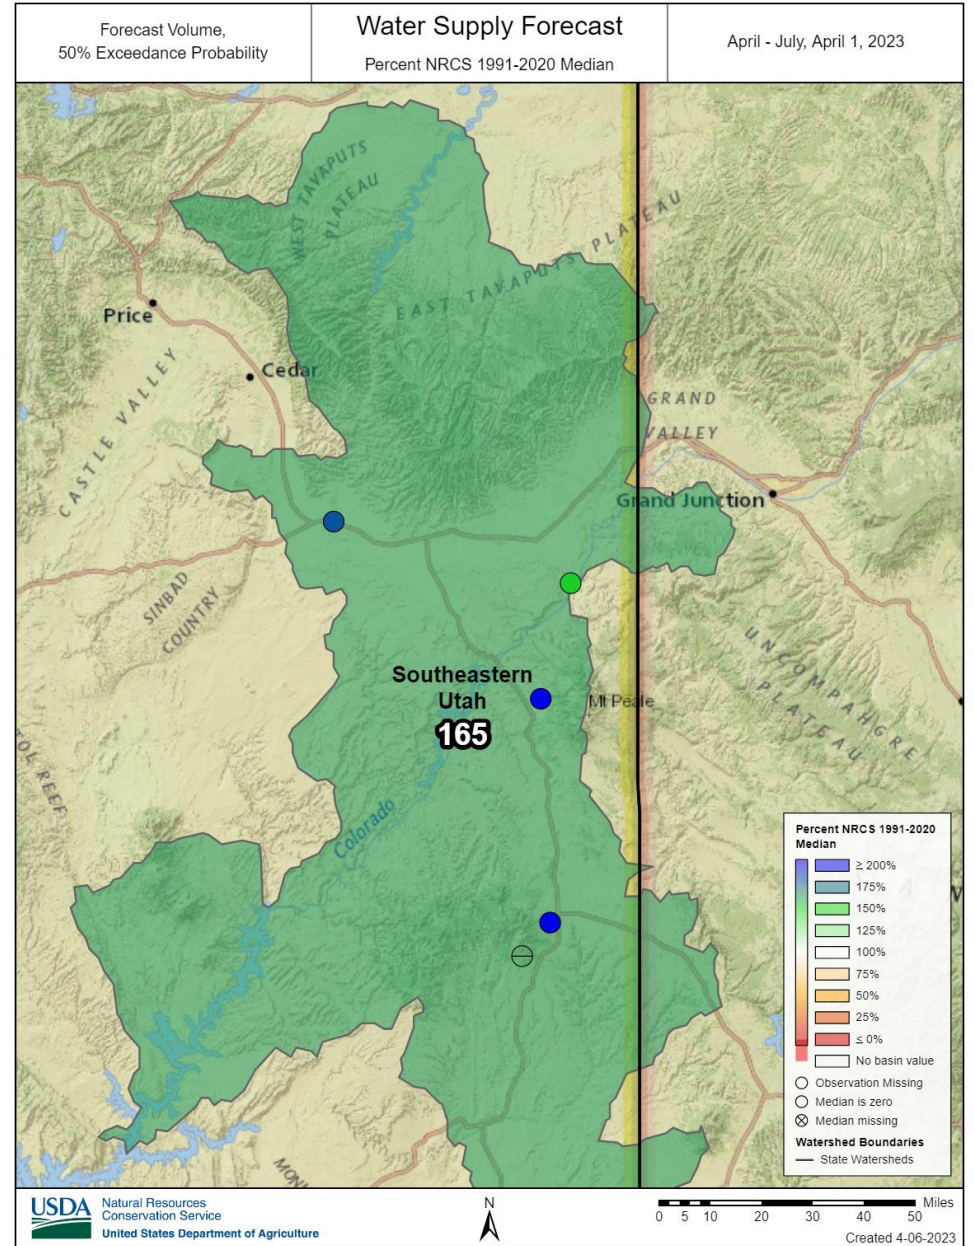 Forecast Volume,
50% Exceedance Probability
Water Supply Forecast
Percent NRCS 1991-2020 Median
April - July, April 1, 2023
WEST TAVAPUTS
PLATEAU
EAST TAVAPUTS PLATEAU
Price
Cedar
CASTLE VALLEY
GRAND
VALLEY
Grand Junction
SINBAD
COUNTRY
UNCOMPAHGRE
PLATEAU
Southeastern
Utah
165
Mt Peale
TOL REEF
Colorado
MON
Percent NRCS 1991-2020
Median
≥ 200%
175%
150%
125%
100%
75%
50%
25%
≤ 0%
No basin value
Observation Missing
Median is zero
Median missing
Watershed Boundaries
State Watersheds
USDA
Natural Resources
Conservation Service
United States Department of Agriculture
N
Miles
0 5 10 20 30 40 50
Created 4-06-2023